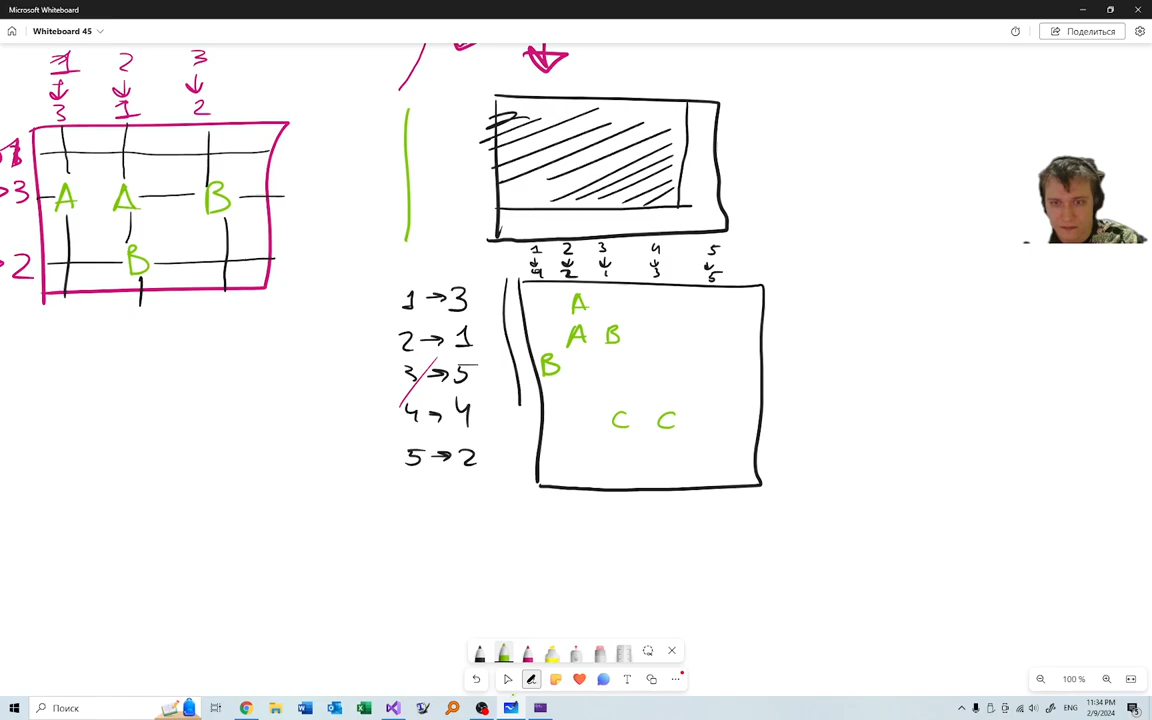 Microsoft Whiteboard
Whiteboard 45
Поделиться
1 2 3
3 1 2
3 A A B
2 B
1 2 3 4 5
4 2 1 3 5
1 → 3
2 → 1
3 → 5
4 → 4
5 → 2
A
A B
B
C C
100 %
Поиск
ENG
11:34 PM
2/9/2024